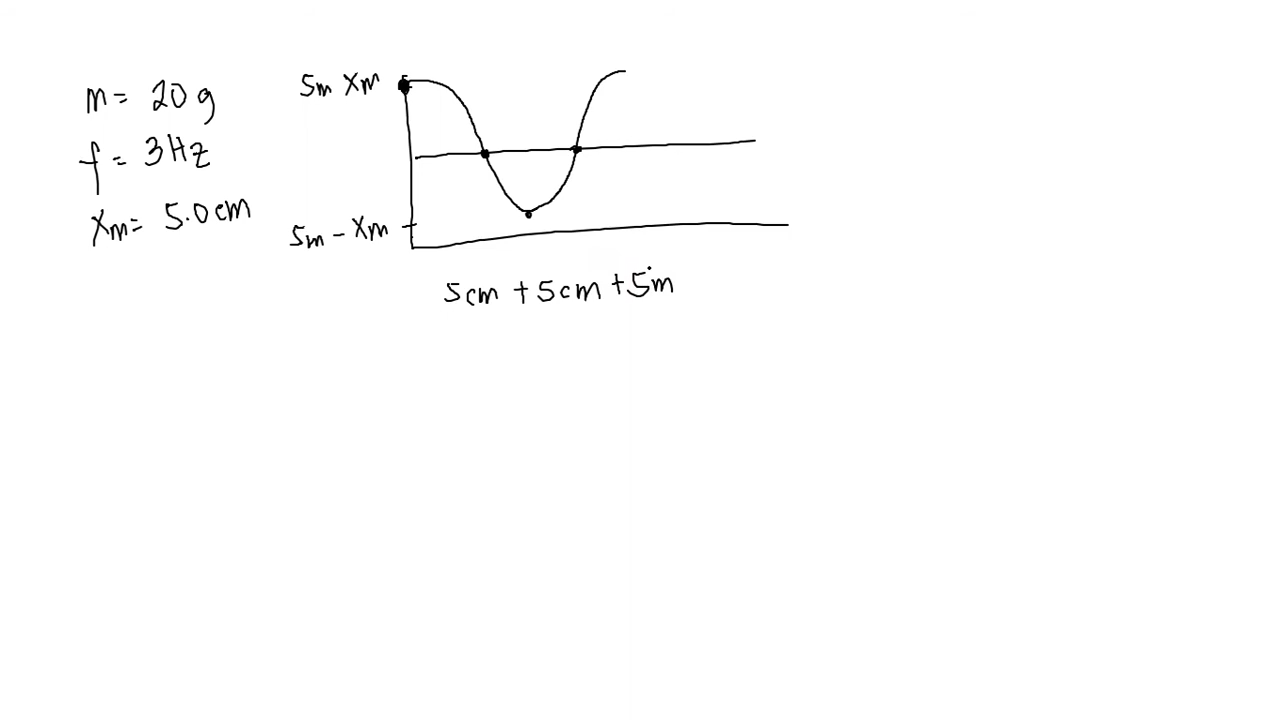 m = 20 g
f = 3 Hz
xm = 5.0 cm
5m xm
5m - xm
5cm + 5cm + 5m